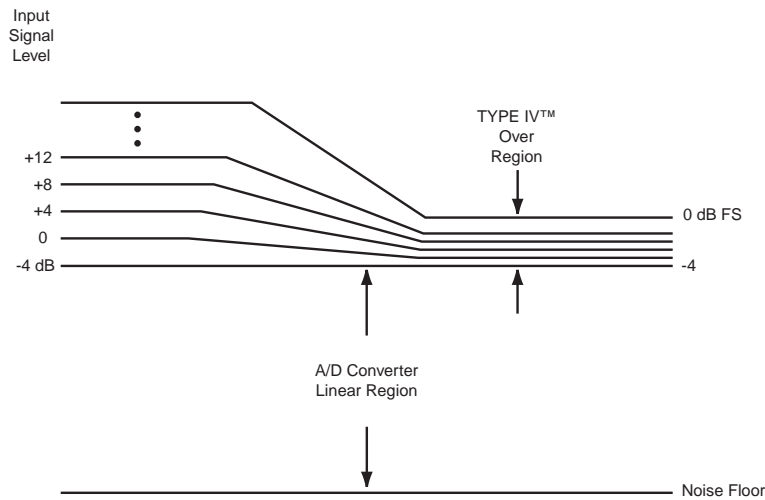 Input
Signal
Level
TYPE IV™
Over
Region
+12
+8
+4
0
-4 dB
0 dB FS
-4
A/D Converter
Linear Region
Noise Floor